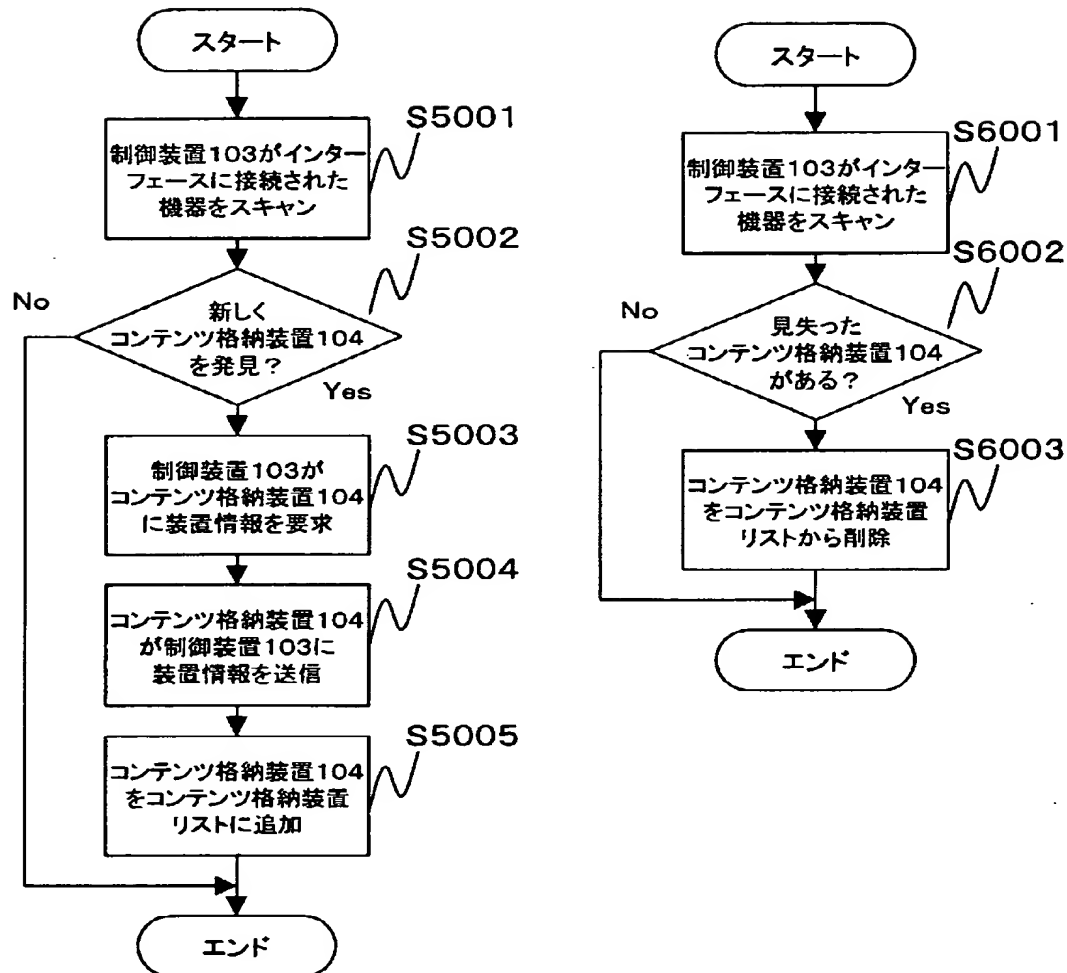 スタート
S5001
制御装置103がインター
フェースに接続された
機器をスキャン
S5002
No
新しく
コンテンツ格納装置104
を発見?
Yes
S5003
制御装置103が
コンテンツ格納装置104
に装置情報を要求
S5004
コンテンツ格納装置104
が制御装置103に
装置情報を送信
S5005
コンテンツ格納装置104
をコンテンツ格納装置
リストに追加
エンド
スタート
S6001
制御装置103がインター
フェースに接続された
機器をスキャン
S6002
No
見失った
コンテンツ格納装置104
がある?
Yes
S6003
コンテンツ格納装置104
をコンテンツ格納装置
リストから削除
エンド